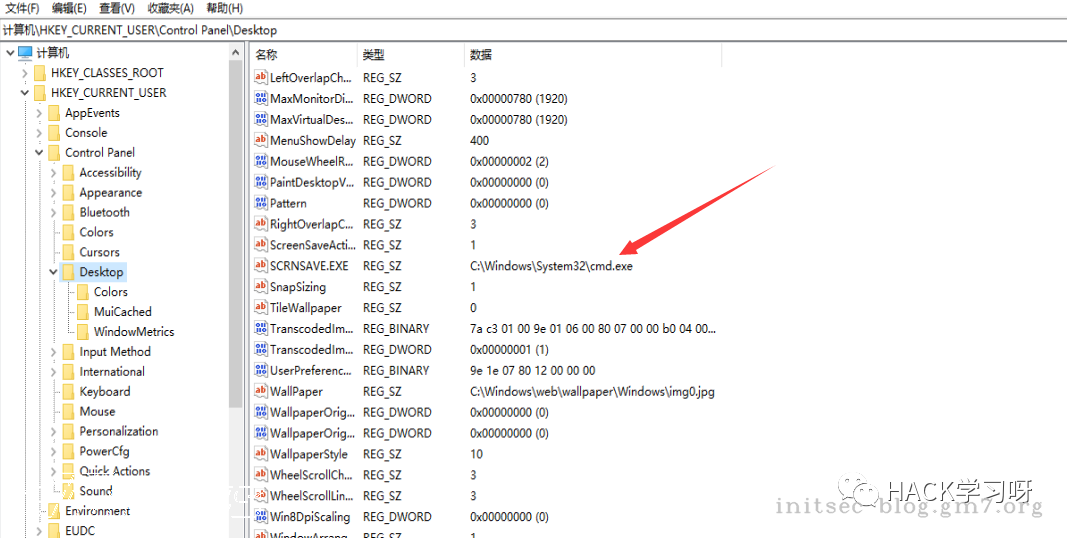 文件(F) 编辑(E) 查看(V) 收藏夹(A) 帮助(H)
计算机\HKEY_CURRENT_USER\Control Panel\Desktop
计算机
HKEY_CLASSES_ROOT
HKEY_CURRENT_USER
AppEvents
Console
Control Panel
Accessibility
Appearance
Bluetooth
Colors
Cursors
Desktop
Colors
MuiCached
WindowMetrics
Input Method
International
Keyboard
Mouse
Personalization
PowerCfg
Quick Actions
Sound
Environment
EUDC
名称 类型 数据
LeftOverlapCh... REG_SZ 3
MaxMonitorDi... REG_DWORD 0x00000780 (1920)
MaxVirtualDes... REG_DWORD 0x00000780 (1920)
MenuShowDelay REG_SZ 400
MouseWheelR... REG_DWORD 0x00000002 (2)
PaintDesktopV... REG_DWORD 0x00000000 (0)
Pattern REG_DWORD 0x00000000 (0)
RightOverlapC... REG_SZ 3
ScreenSaveActi... REG_SZ 1
SCRNSAVE.EXE REG_SZ C:\Windows\System32\cmd.exe
SnapSizing REG_SZ 1
TileWallpaper REG_SZ 0
TranscodedIm... REG_BINARY 7a c3 01 00 9e 01 06 00 80 07 00 00 b0 04 00...
TranscodedIm... REG_DWORD 0x00000001 (1)
UserPreferenc... REG_BINARY 9e 1e 07 80 12 00 00 00
WallPaper REG_SZ C:\Windows\web\wallpaper\Windows\img0.jpg
WallpaperOrig... REG_DWORD 0x00000000 (0)
WallpaperOrig... REG_DWORD 0x00000000 (0)
WallpaperStyle REG_SZ 10
WheelScrollCh... REG_SZ 3
WheelScrollLin... REG_SZ 3
Win8DpiScaling REG_DWORD 0x00000000 (0)
WindowArrang... REG_SZ 1
HACK学习呀
initsec-blog.gm7.org